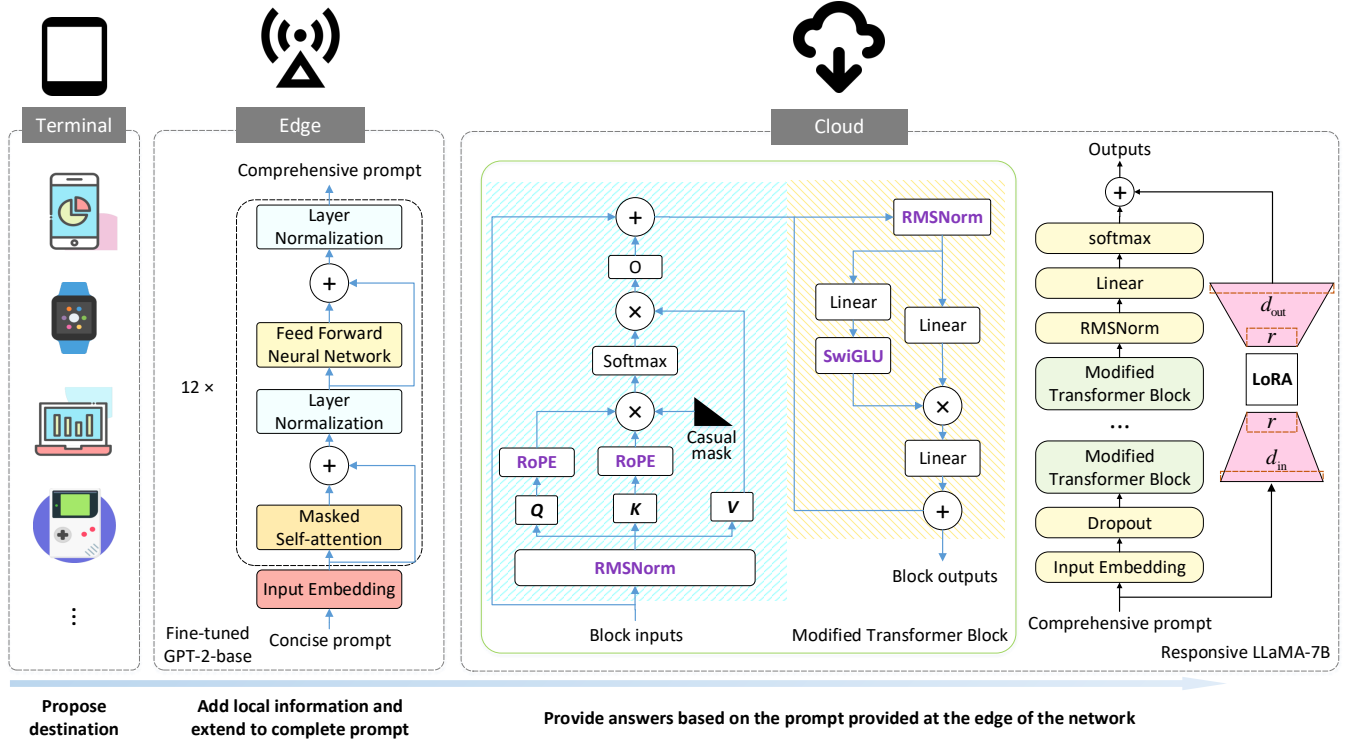 Terminal
Edge
Cloud
Comprehensive prompt
Layer
Normalization
+
Feed Forward
Neural Network
12 ×
Layer
Normalization
+
Masked
Self-attention
Input Embedding
Concise prompt
Fine-tuned
GPT-2-base
⋮
+
O
×
Softmax
×
Casual
mask
RoPE
RoPE
Q
K
V
RMSNorm
Block inputs
RMSNorm
Linear
Linear
SwiGLU
×
Linear
+
Block outputs
Modified Transformer Block
Outputs
+
softmax
Linear
RMSNorm
Modified
Transformer Block
...
Modified
Transformer Block
Dropout
Input Embedding
Comprehensive prompt
d out
r
LoRA
r
d in
Responsive LLaMA-7B
Propose
destination
Add local information and
extend to complete prompt
Provide answers based on the prompt provided at the edge of the network